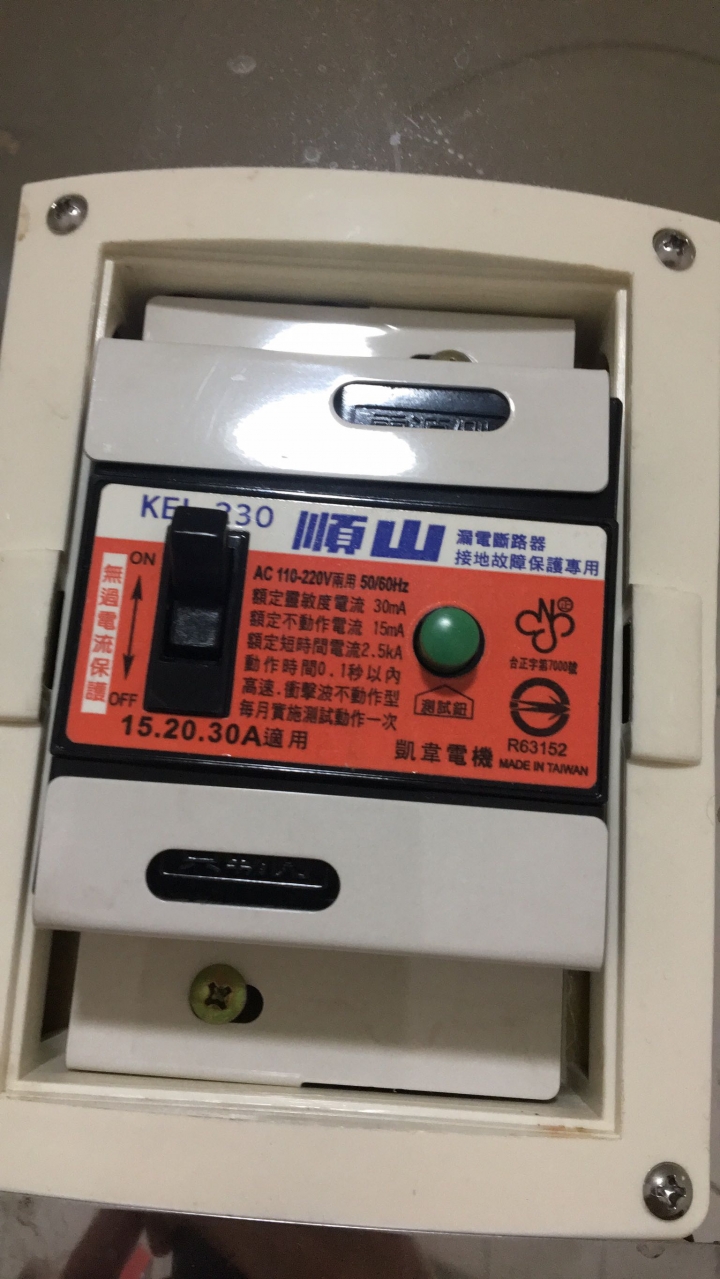 KEL-330
順山
漏電斷路器
接地故障保護專用
ON
無過電流保護
OFF
AC 110-220V兩用 50/60Hz
額定靈敏度電流 30mA
額定不動作電流 15mA
額定短時間電流2.5kA
動作時間0.1秒以內
高速.衝擊波不動作型
每月實施測試動作一次
15.20.30A適用
測試鈕
凱韋電機
正
台正字第7000號
R63152
MADE IN TAIWAN